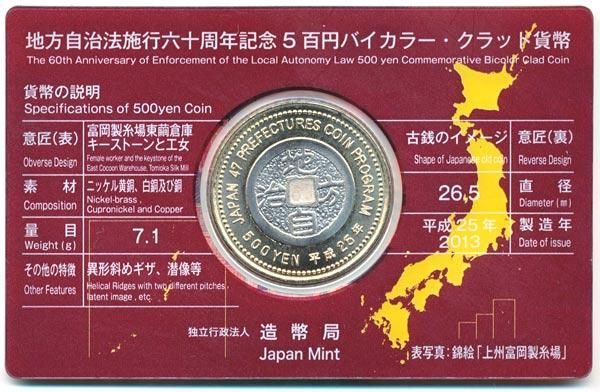 地方自治法施行六十周年記念5百円バイカラー・クラッド貨幣
The 60th Anniversary of Enforcement of the Local Autonomy Law 500 yen Commemorative Bicolor Clad Coin
貨幣の説明
Specifications of 500yen Coin
意匠(表)
Obverse Design
富岡製糸場東繭倉庫
キーストーンと工女
Female worker and the keystone of the
East Cocoon Warehouse, Tomioka Silk Mill
古銭のイメージ
Shape of Japanese old coin
意匠(裏)
Reverse Design
素材
Composition
ニッケル黄銅、白銅及び銅
Nickel-brass,
Cupronickel and Copper
26.5
直径
Diameter (㎜)
量目
Weight (g)
7.1
平成25年
2013
製造年
Date of issue
その他の特徴
Other Features
異形斜めギザ、潜像等
Helical Ridges with two different pitches,
latent image , etc.
JAPAN 47 PREFECTURES COIN PROGRAM
地方自治
500YEN 平成25年
独立行政法人 造幣局
Japan Mint
表写真:錦絵「上州富岡製糸場」